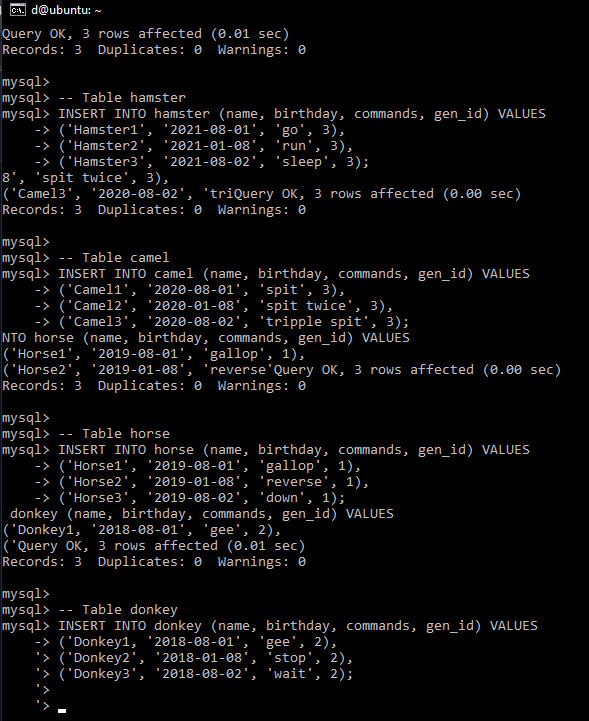 d@ubuntu: ~
Query OK, 3 rows affected (0.01 sec)
Records: 3  Duplicates: 0  Warnings: 0
mysql>
mysql> -- Table hamster
mysql> INSERT INTO hamster (name, birthday, commands, gen_id) VALUES
    -> ('Hamster1', '2021-08-01', 'go', 3),
    -> ('Hamster2', '2021-01-08', 'run', 3),
    -> ('Hamster3', '2021-08-02', 'sleep', 3);
8', 'spit twice', 3),
('Camel3', '2020-08-02', 'triQuery OK, 3 rows affected (0.00 sec)
Records: 3  Duplicates: 0  Warnings: 0
mysql>
mysql> -- Table camel
mysql> INSERT INTO camel (name, birthday, commands, gen_id) VALUES
    -> ('Camel1', '2020-08-01', 'spit', 3),
    -> ('Camel2', '2020-01-08', 'spit twice', 3),
    -> ('Camel3', '2020-08-02', 'tripple spit', 3);
NTO horse (name, birthday, commands, gen_id) VALUES
('Horse1', '2019-08-01', 'gallop', 1),
('Horse2', '2019-01-08', 'reverse'Query OK, 3 rows affected (0.00 sec)
Records: 3  Duplicates: 0  Warnings: 0
mysql>
mysql> -- Table horse
mysql> INSERT INTO horse (name, birthday, commands, gen_id) VALUES
    -> ('Horse1', '2019-08-01', 'gallop', 1),
    -> ('Horse2', '2019-01-08', 'reverse', 1),
    -> ('Horse3', '2019-08-02', 'down', 1);
 donkey (name, birthday, commands, gen_id) VALUES
('Donkey1, '2018-08-01', 'gee', 2),
('Query OK, 3 rows affected (0.01 sec)
Records: 3  Duplicates: 0  Warnings: 0
mysql>
mysql> -- Table donkey
mysql> INSERT INTO donkey (name, birthday, commands, gen_id) VALUES
    -> ('Donkey1, '2018-08-01', 'gee', 2),
    '> ('Donkey2', '2018-01-08', 'stop', 2),
    '> ('Donkey3', '2018-08-02', 'wait', 2);
    '>
    '>